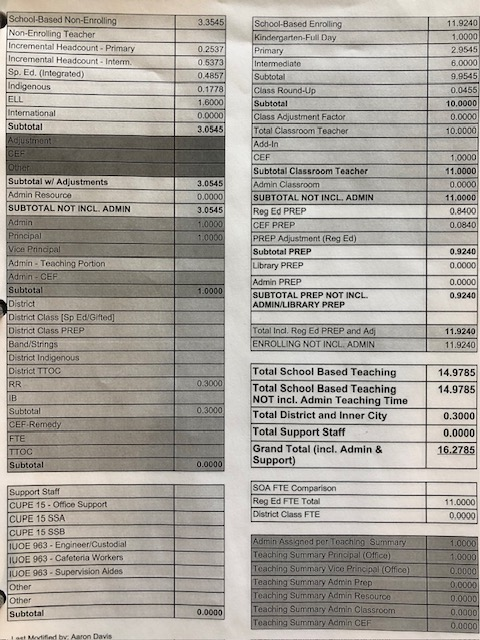 School-Based Non-Enrolling 3.3545
Non-Enrolling Teacher
Incremental Headcount - Primary 0.2537
Incremental Headcount - Interm. 0.5373
Sp. Ed. (Integrated) 0.4857
Indigenous 0.1778
ELL 1.6000
International 0.0000
Subtotal 3.0545
Adjustment
CEF
Other
Subtotal w/ Adjustments 3.0545
Admin Resource 0.0000
SUBTOTAL NOT INCL. ADMIN 3.0545
Admin 1.0000
Principal 1.0000
Vice Principal
Admin - Teaching Portion
Admin - CEF
Subtotal 1.0000
District
District Class [Sp Ed/Gifted]
District Class PREP
Band/Strings
District Indigenous
District TTOC
RR 0.3000
IB
Subtotal 0.3000
CEF-Remedy
FTE
TTOC
Subtotal 0.0000
Support Staff
CUPE 15 - Office Support
CUPE 15 SSA
CUPE 15 SSB
IUOE 963 - Engineer/Custodial
IUOE 963 - Cafeteria Workers
IUOE 963 - Supervision Aides
Other
Other
Subtotal 0.0000
Last Modified by: Aaron Davis
School-Based Enrolling 11.9240
Kindergarten-Full Day 1.0000
Primary 2.9545
Intermediate 6.0000
Subtotal 9.9545
Class Round-Up 0.0455
Subtotal 10.0000
Class Adjustment Factor 0.0000
Total Classroom Teacher 10.0000
Add-In
CEF 1.0000
Subtotal Classroom Teacher 11.0000
Admin Classroom 0.0000
SUBTOTAL NOT INCL. ADMIN 11.0000
Reg Ed PREP 0.8400
CEF PREP 0.0840
PREP Adjustment (Reg Ed)
Subtotal PREP 0.9240
Library PREP 0.0000
Admin PREP 0.0000
SUBTOTAL PREP NOT INCL. 0.9240
ADMIN/LIBRARY PREP
Total Incl. Reg Ed PREP and Adj 11.9240
ENROLLING NOT INCL. ADMIN 11.9240
Total School Based Teaching 14.9785
Total School Based Teaching 14.9785
NOT incl. Admin Teaching Time
Total District and Inner City 0.3000
Total Support Staff 0.0000
Grand Total (incl. Admin & 16.2785
Support)
SOA FTE Comparison
Reg Ed FTE Total 11.0000
District Class FTE 0.0000
Admin Assigned per Teaching Summary 1.0000
Teaching Summary Principal (Office) 1.0000
Teaching Summary Vice Principal (Office) 0.0000
Teaching Summary Admin Prep 0.0000
Teaching Summary Admin Resource 0.0000
Teaching Summary Admin Classroom 0.0000
Teaching Summary Admin CEF 0.0000